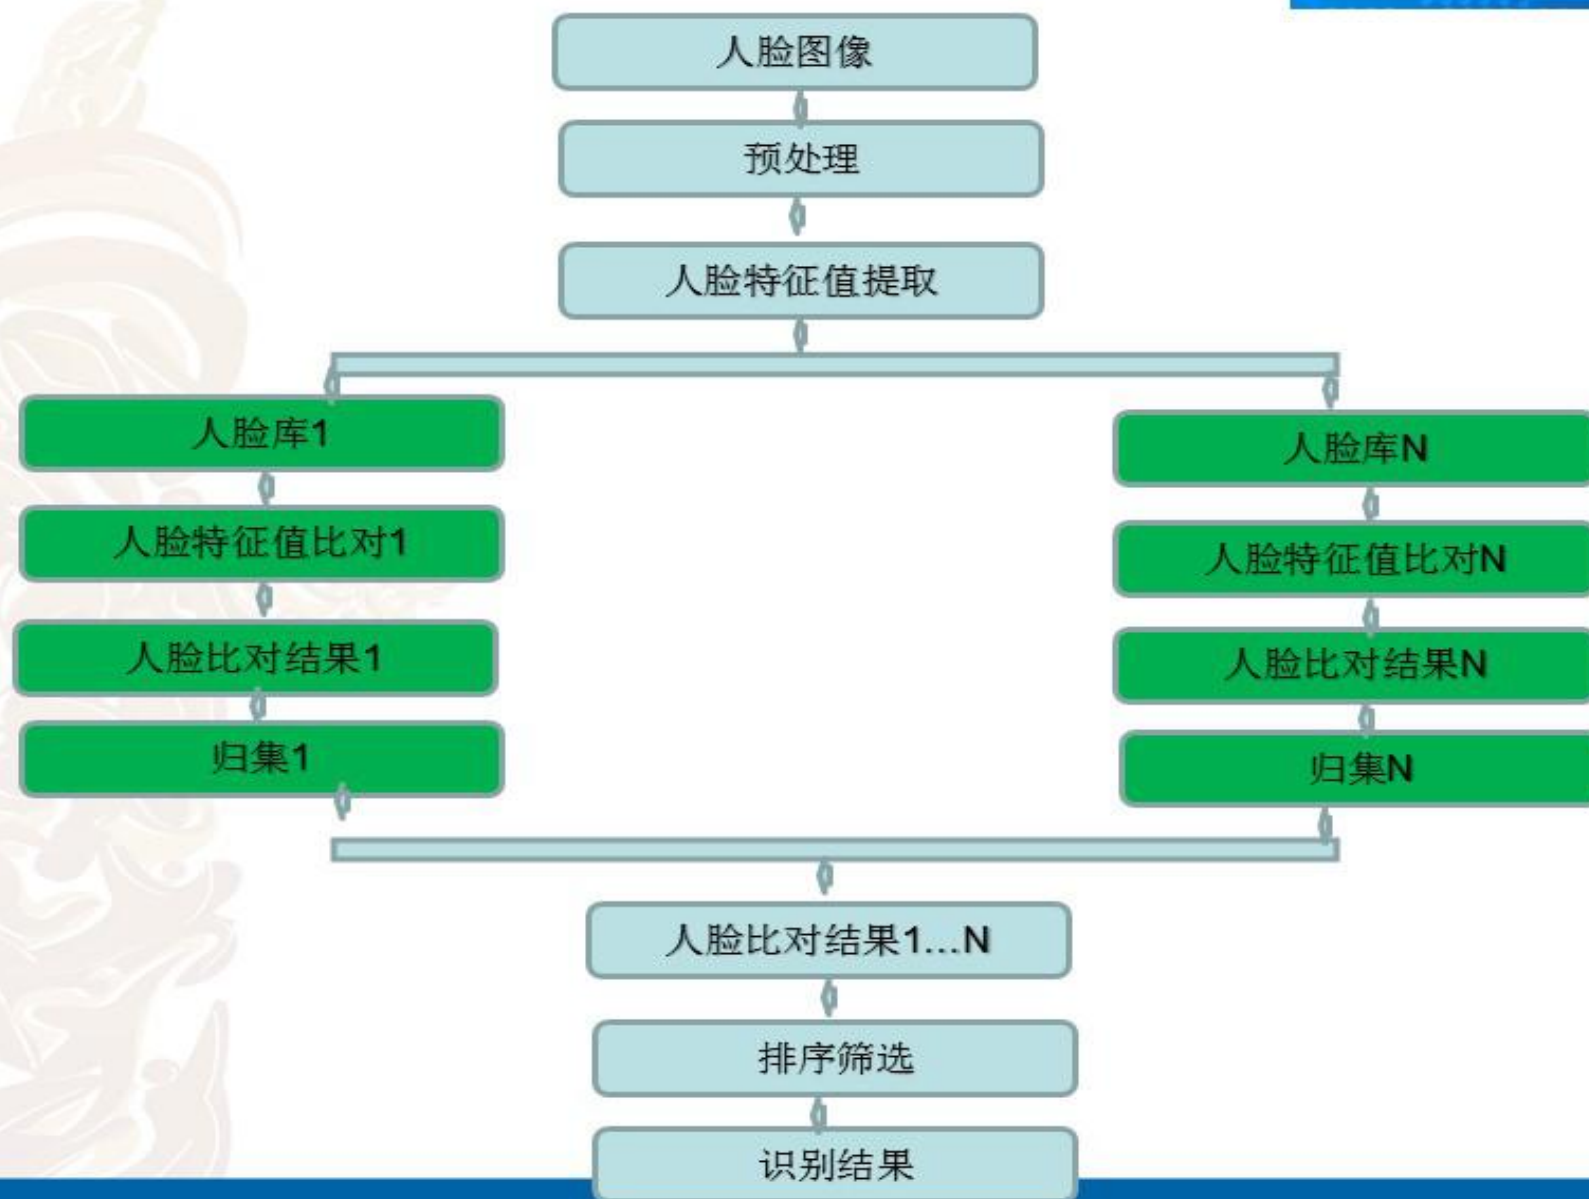 人脸图像
预处理
人脸特征值提取
人脸库1
人脸特征值比对1
人脸比对结果1
归集1
人脸库N
人脸特征值比对N
人脸比对结果N
归集N
人脸比对结果1...N
排序筛选
识别结果